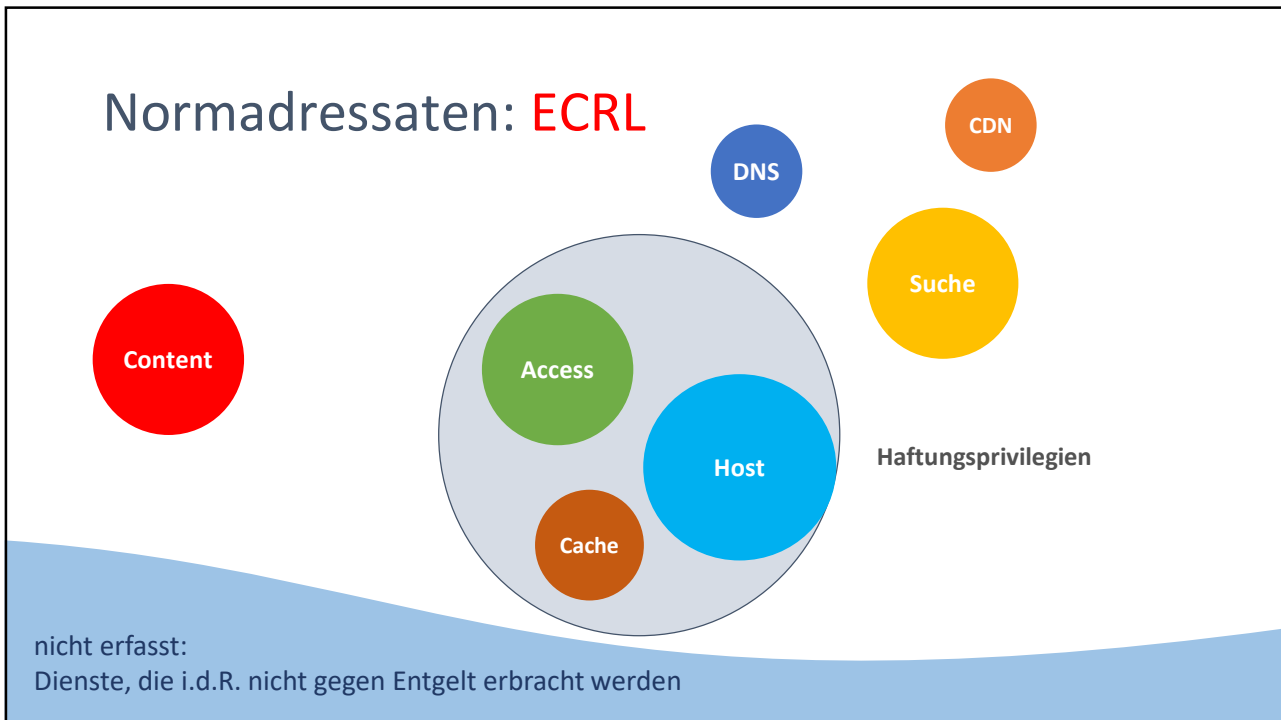 Normadressaten: ECRL
CDN
DNS
Suche
Content
Access
Host
Haftungsprivilegien
Cache
nicht erfasst:
Dienste, die i.d.R. nicht gegen Entgelt erbracht werden